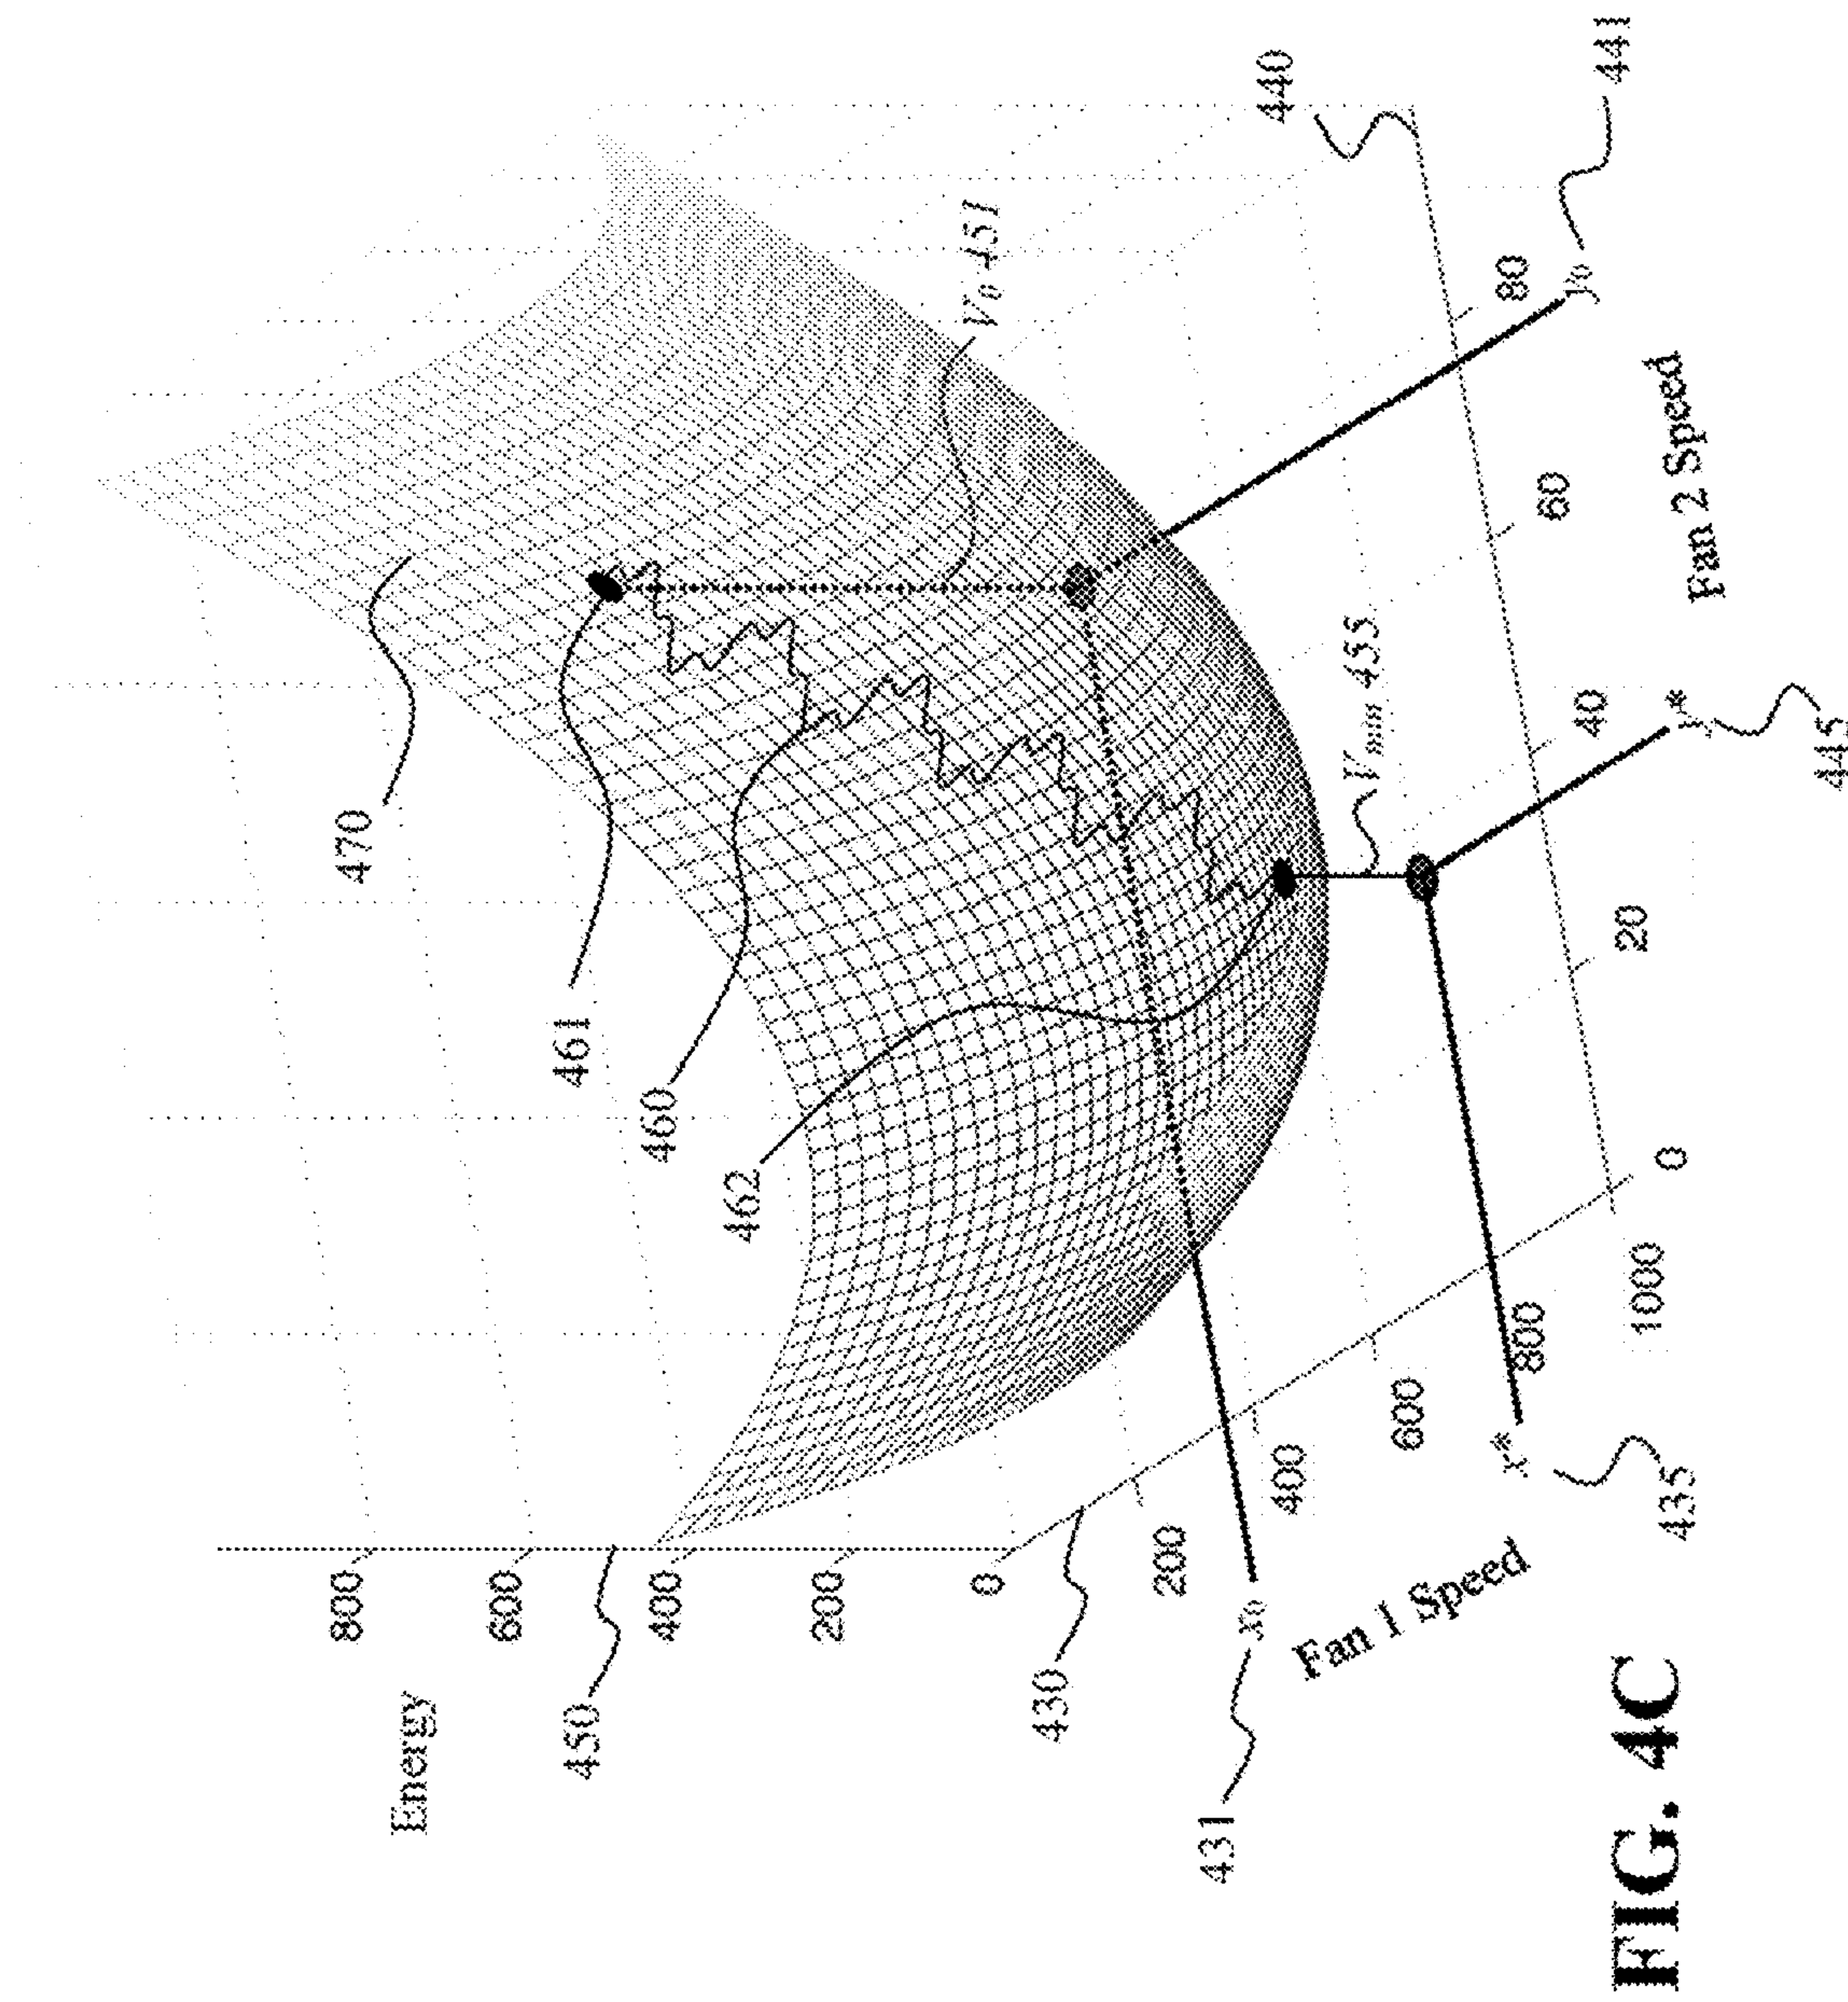 Energy
800
600
400
200
0
450
430
431
x₀
200
400
600
800
1000
Fan 1 Speed
x*
435
470
461
460
462
V₀ 451
Vmin 455
0
20
40
60
80
Fan 2 Speed
y*
445
y₀
440
441
FIG. 4C